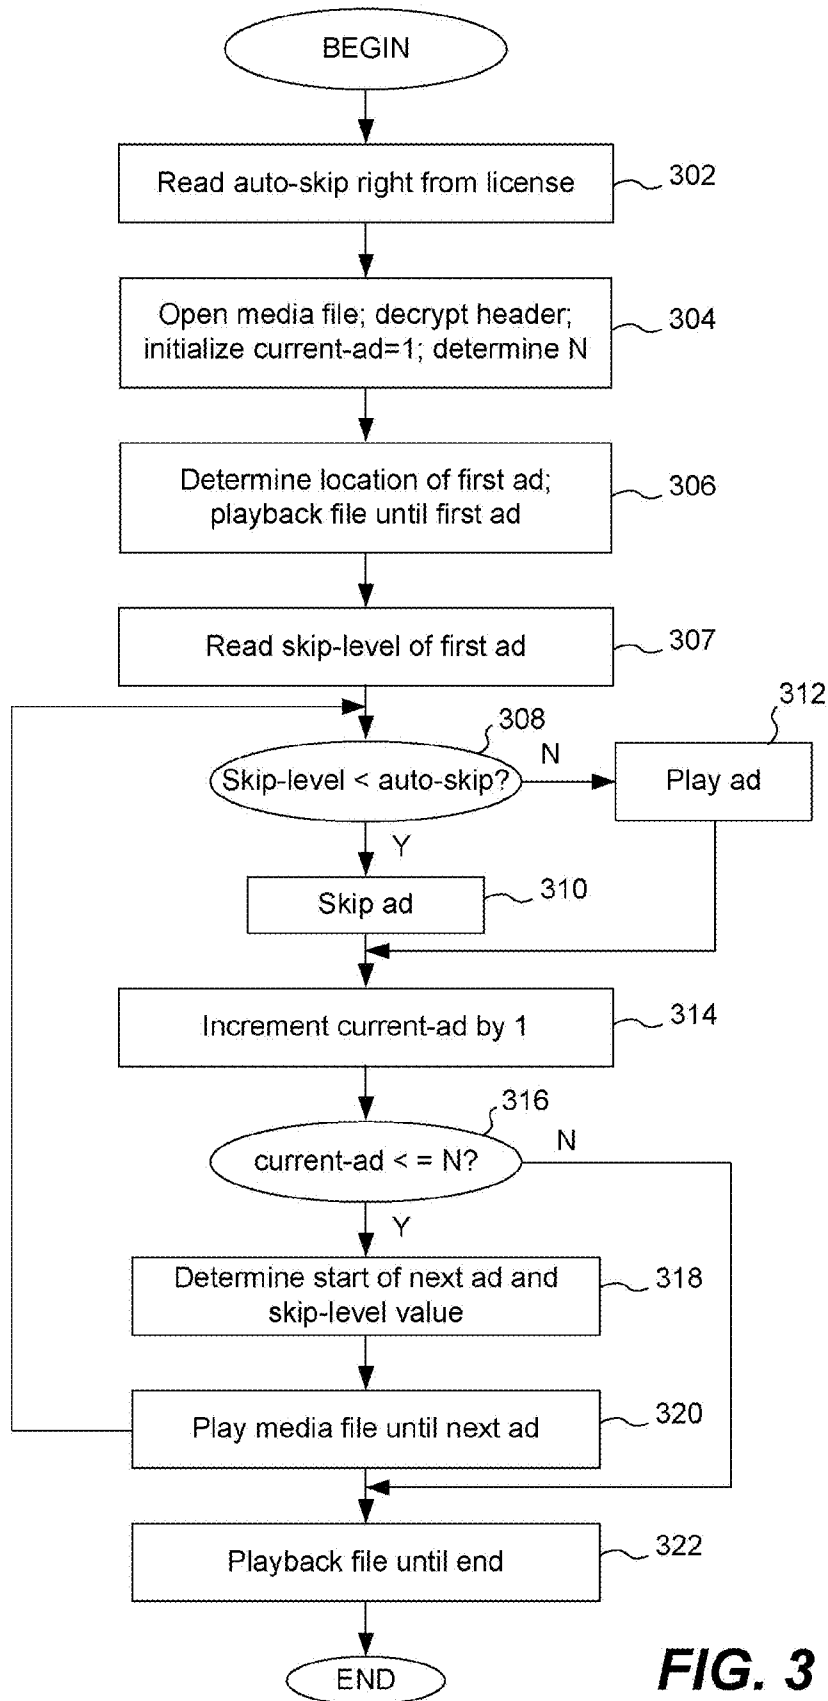 BEGIN
Read auto-skip right from license
302
Open media file; decrypt header;
initialize current-ad=1; determine N
304
Determine location of first ad;
playback file until first ad
306
Read skip-level of first ad
307
312
308
Skip-level < auto-skip?
N
Play ad
Y
Skip ad
310
Increment current-ad by 1
314
316
current-ad < = N?
N
Y
Determine start of next ad and
skip-level value
318
Play media file until next ad
320
Playback file until end
322
END
FIG. 3